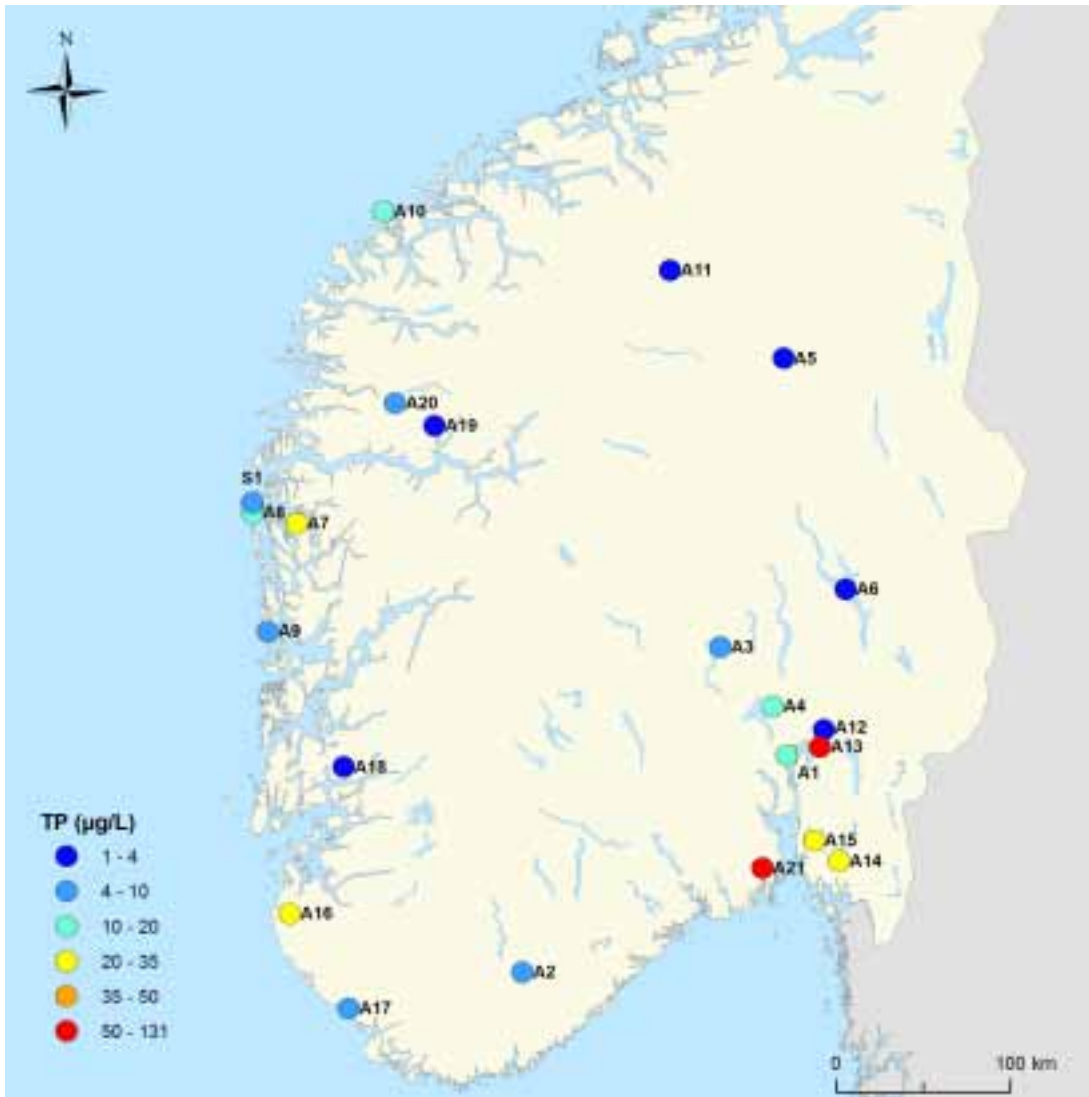 N
A10
A11
A5
A20
A19
S1
A8
A7
A6
A9
A3
A4
A12
A13
A1
A18
TP (µg/L)
1 - 4
4 - 10
10 - 20
20 - 35
35 - 50
50 - 131
A15
A14
A21
A16
A2
A17
0 100 km